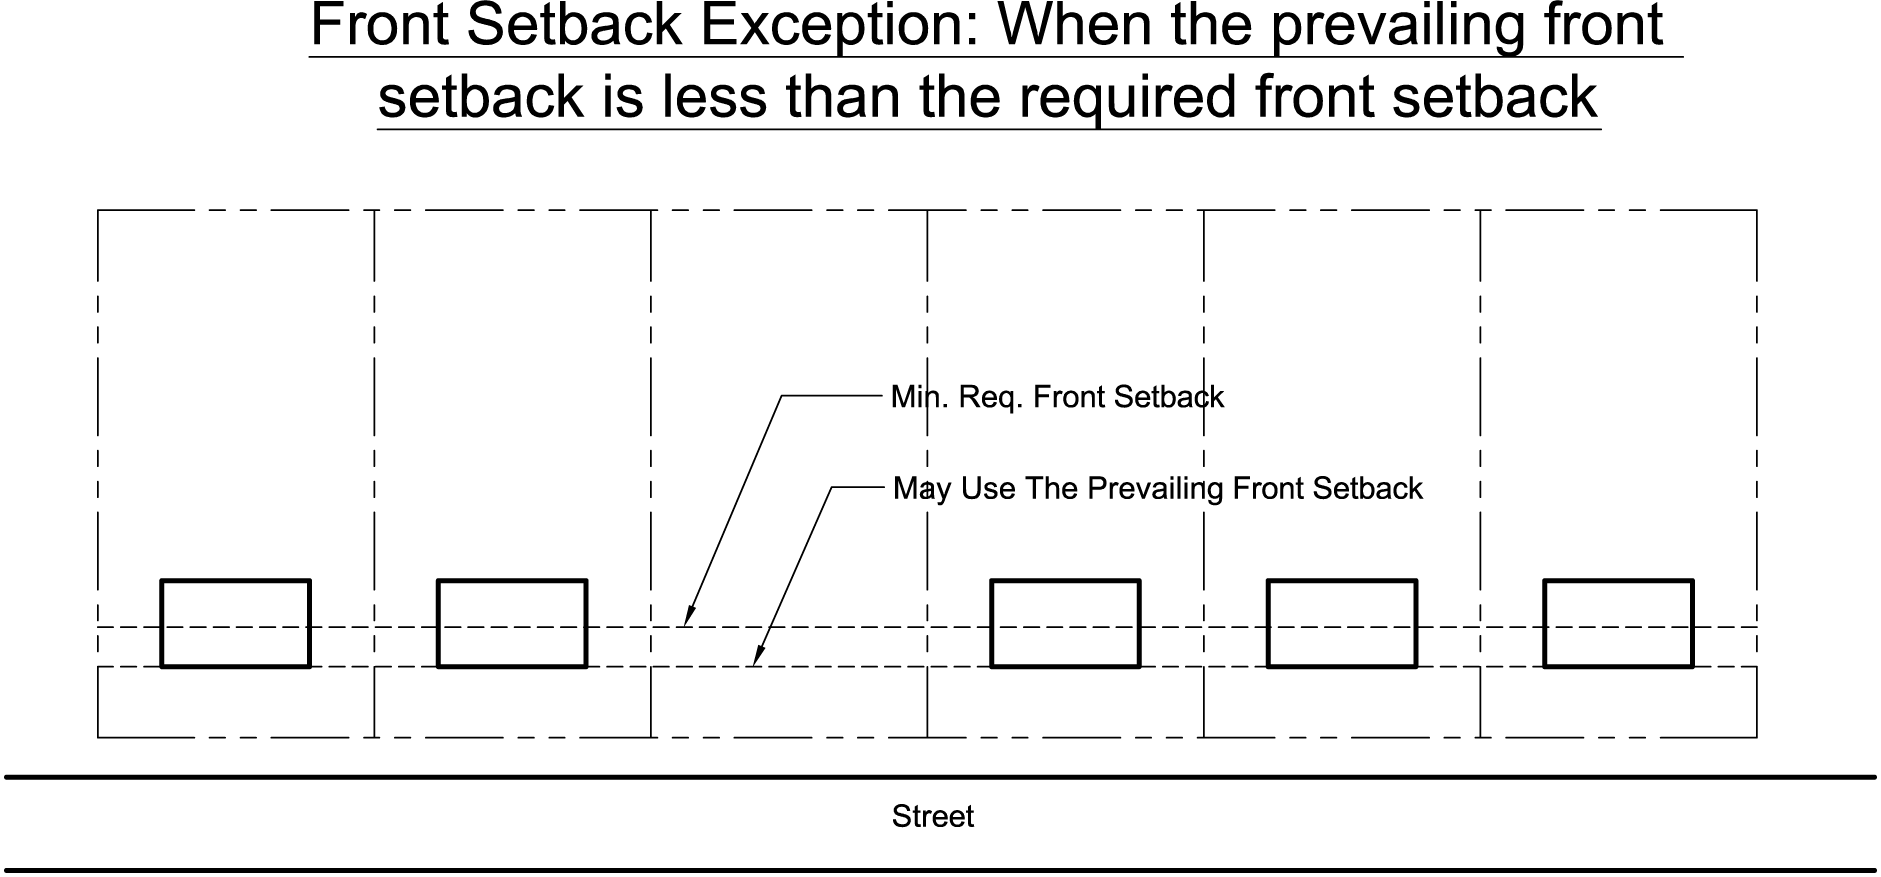 Front Setback Exception: When the prevailing front
setback is less than the required front setback
Min. Req. Front Setback
May Use The Prevailing Front Setback
Street